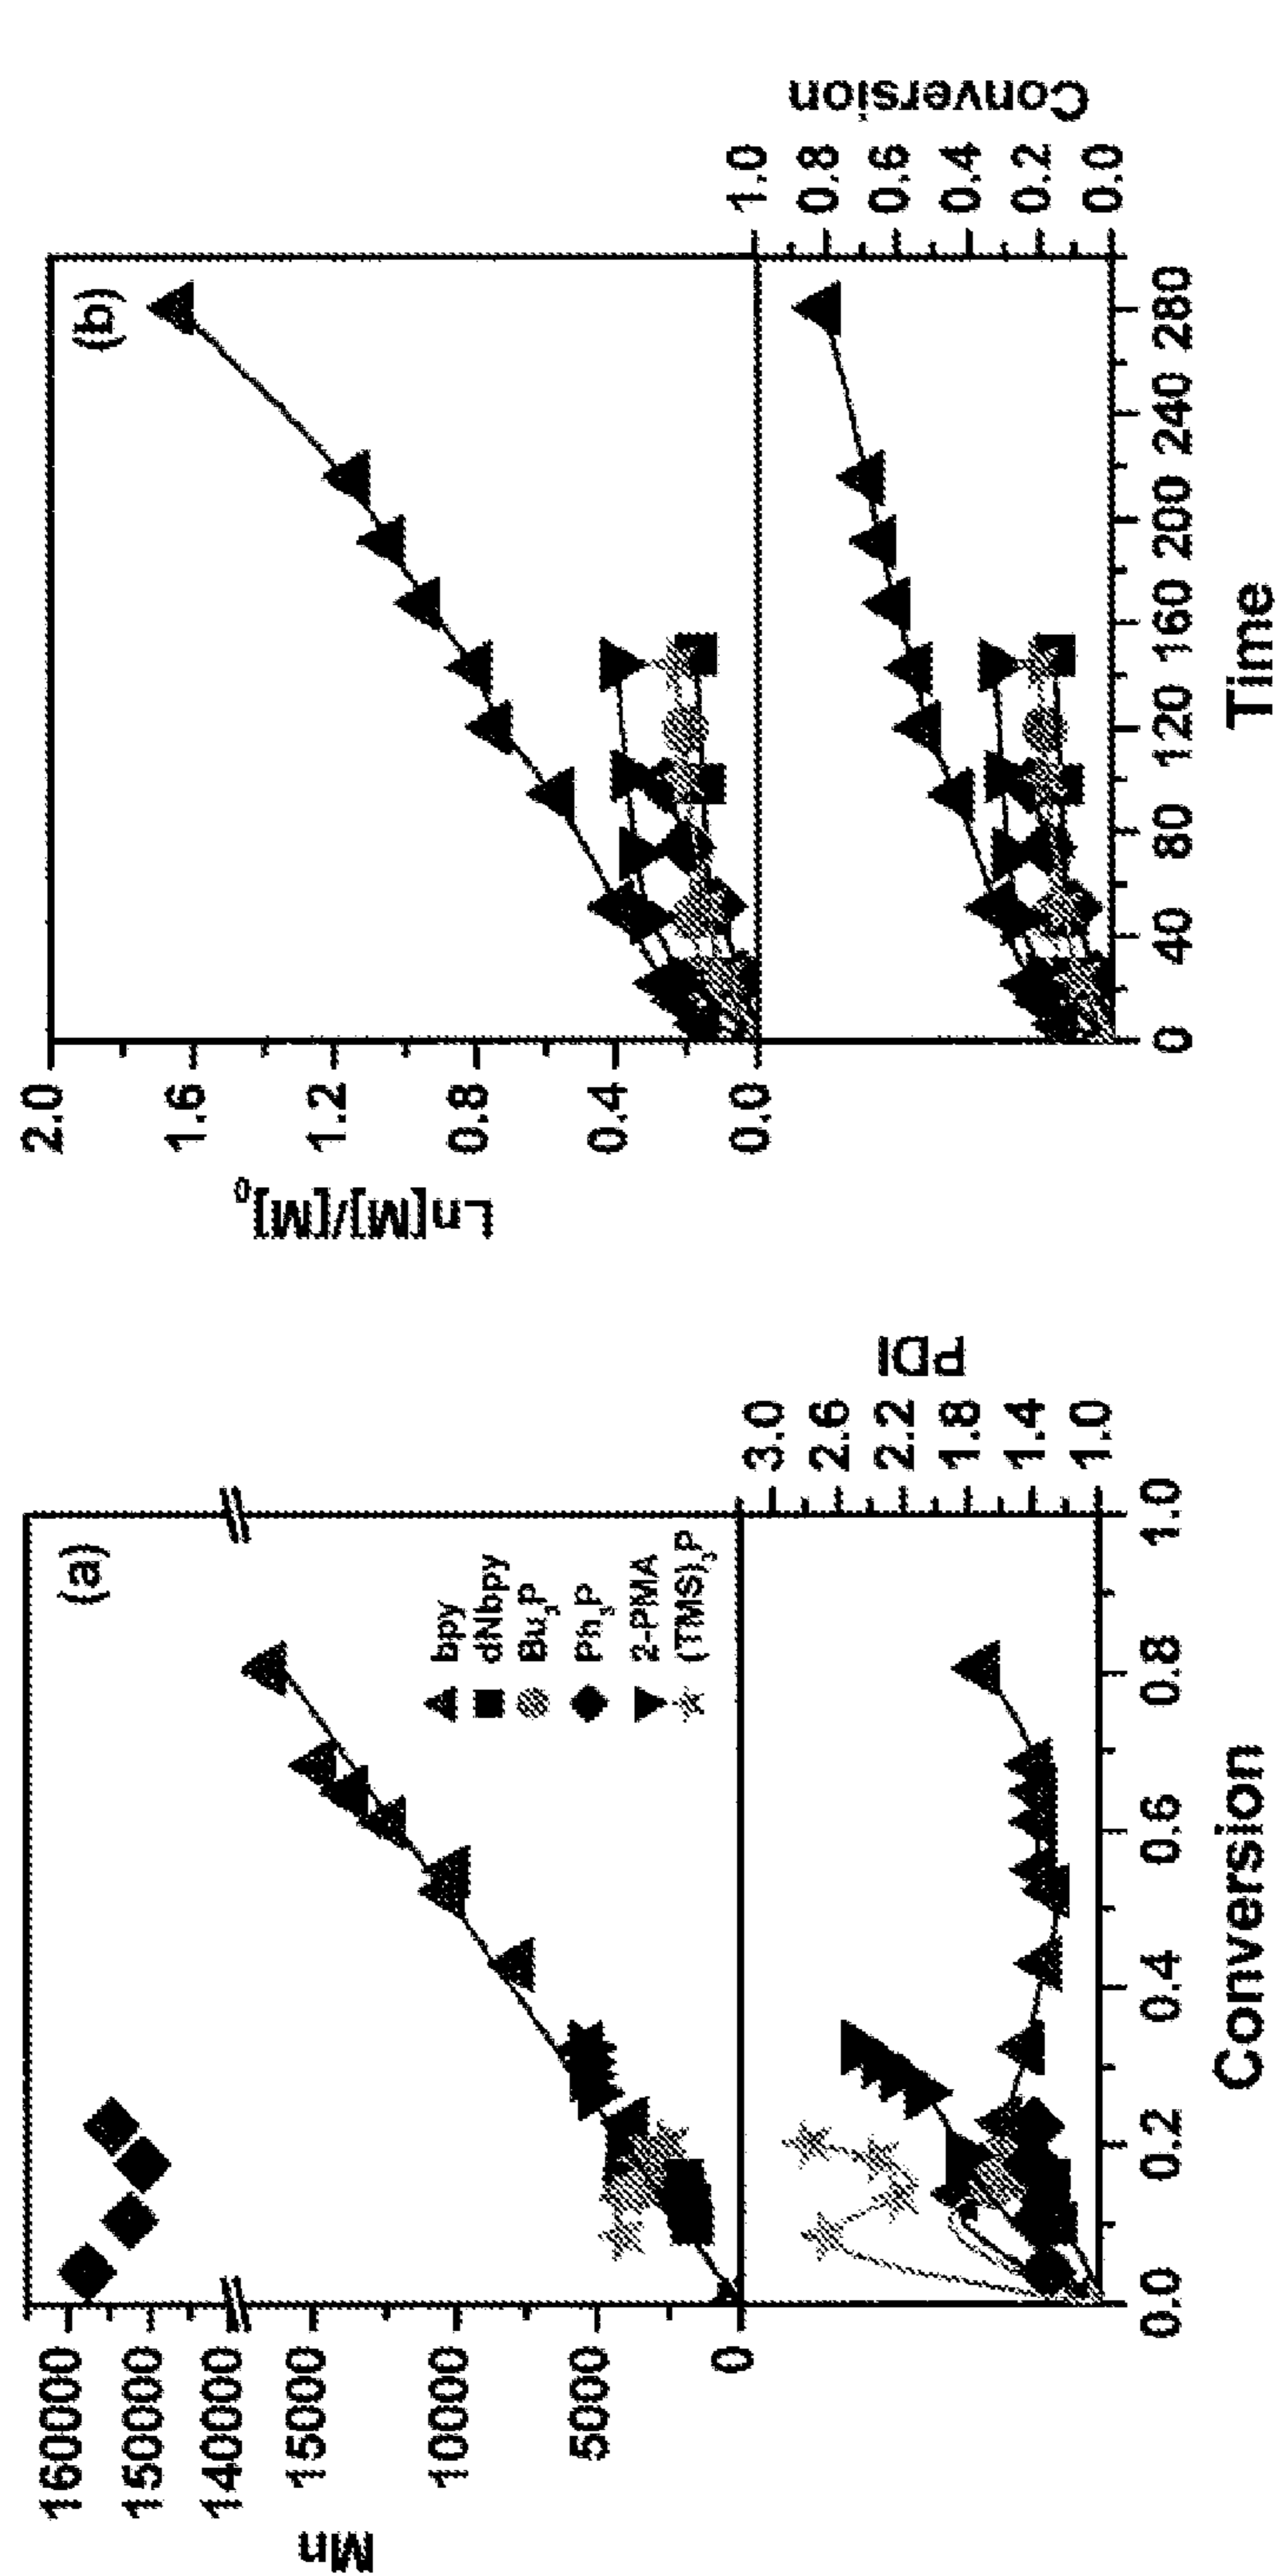 (a)
Mn
160000
150000
140000
15000
10000
5000
0
bpy
dNbpy
Bu₃P
Ph₃P
2-PMA
(TMS)₃P
PDI
3.0
2.6
2.2
1.8
1.4
1.0
0.0 0.2 0.4 0.6 0.8 1.0
Conversion
(b)
Ln[M]/[M]₀
2.0
1.6
1.2
0.8
0.4
0.0
Conversion
1.0
0.8
0.6
0.4
0.2
0.0
0 40 80 120 160 200 240 280
Time